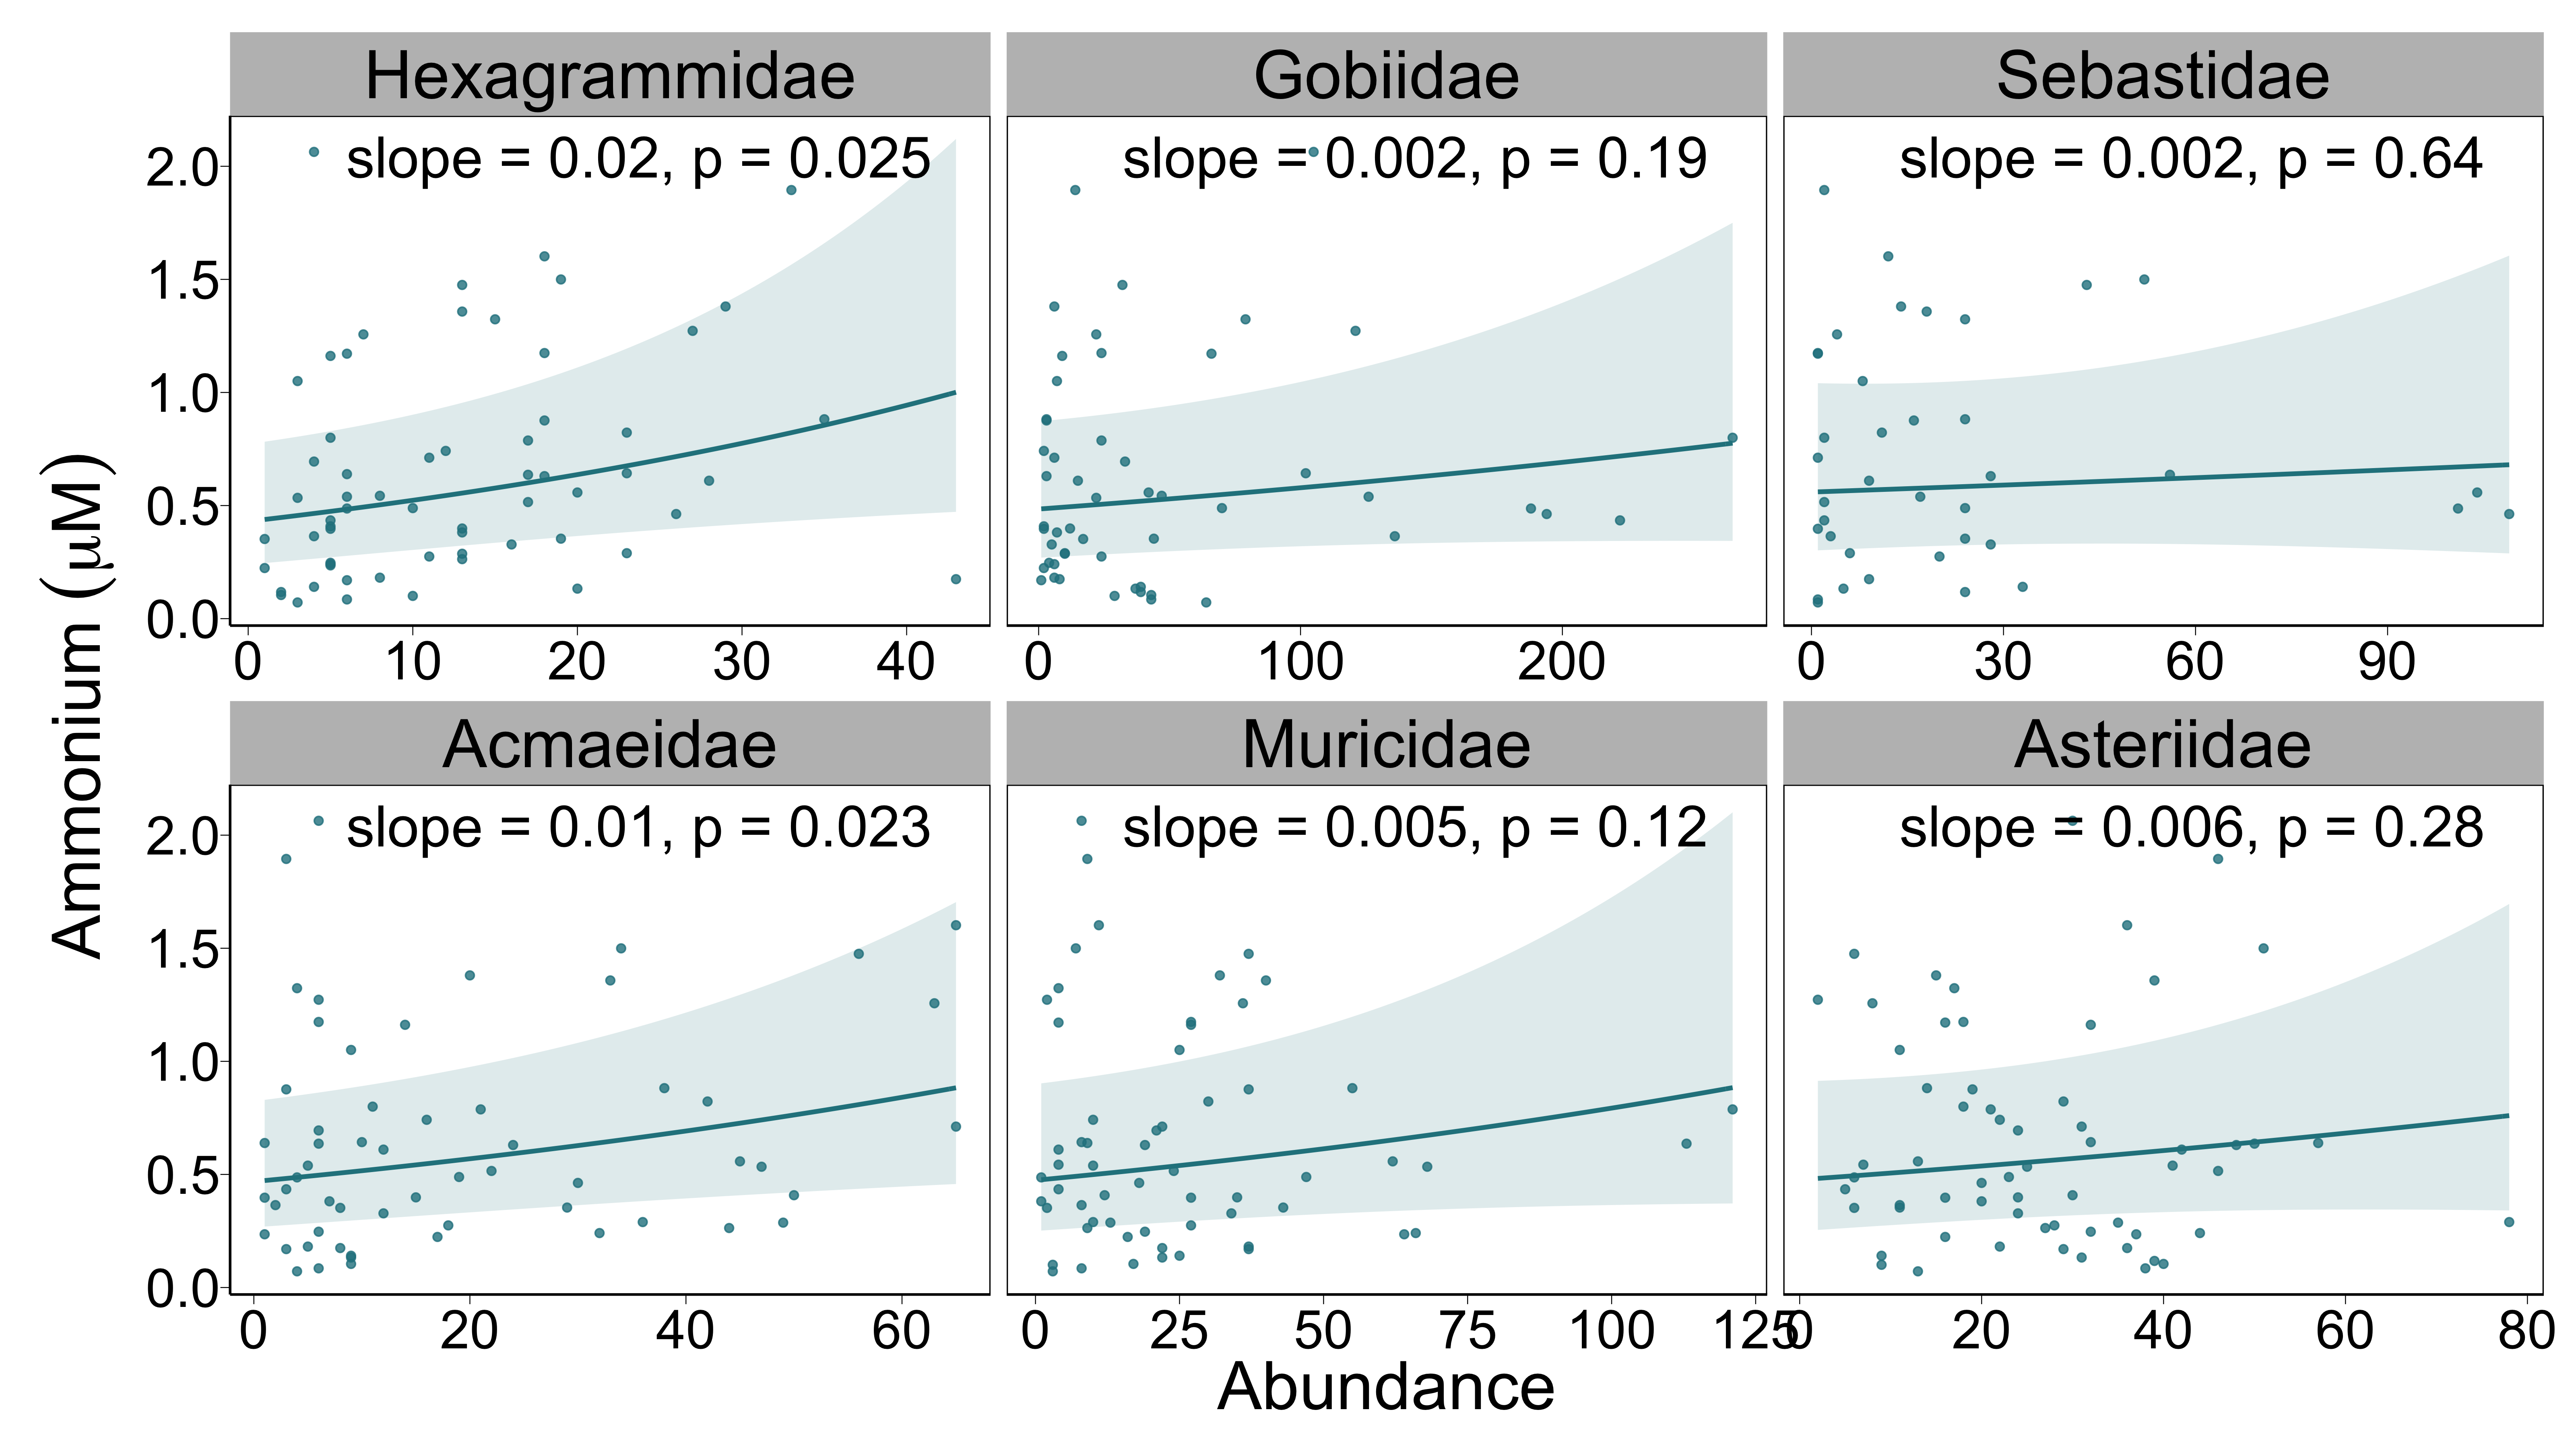 Hexagrammidae
Gobiidae
Sebastidae
slope = 0.02, p = 0.025
slope = 0.002, p = 0.19
slope = 0.002, p = 0.64
2.0
1.5
1.0
0.5
0.0
0 10 20 30 40
0 100 200
0 30 60 90
Ammonium (μM)
Acmaeidae
Muricidae
Asteriidae
slope = 0.01, p = 0.023
slope = 0.005, p = 0.12
slope = 0.006, p = 0.28
2.0
1.5
1.0
0.5
0.0
0 20 40 60
0 25 50 75 100 125
0 20 40 60 80
Abundance